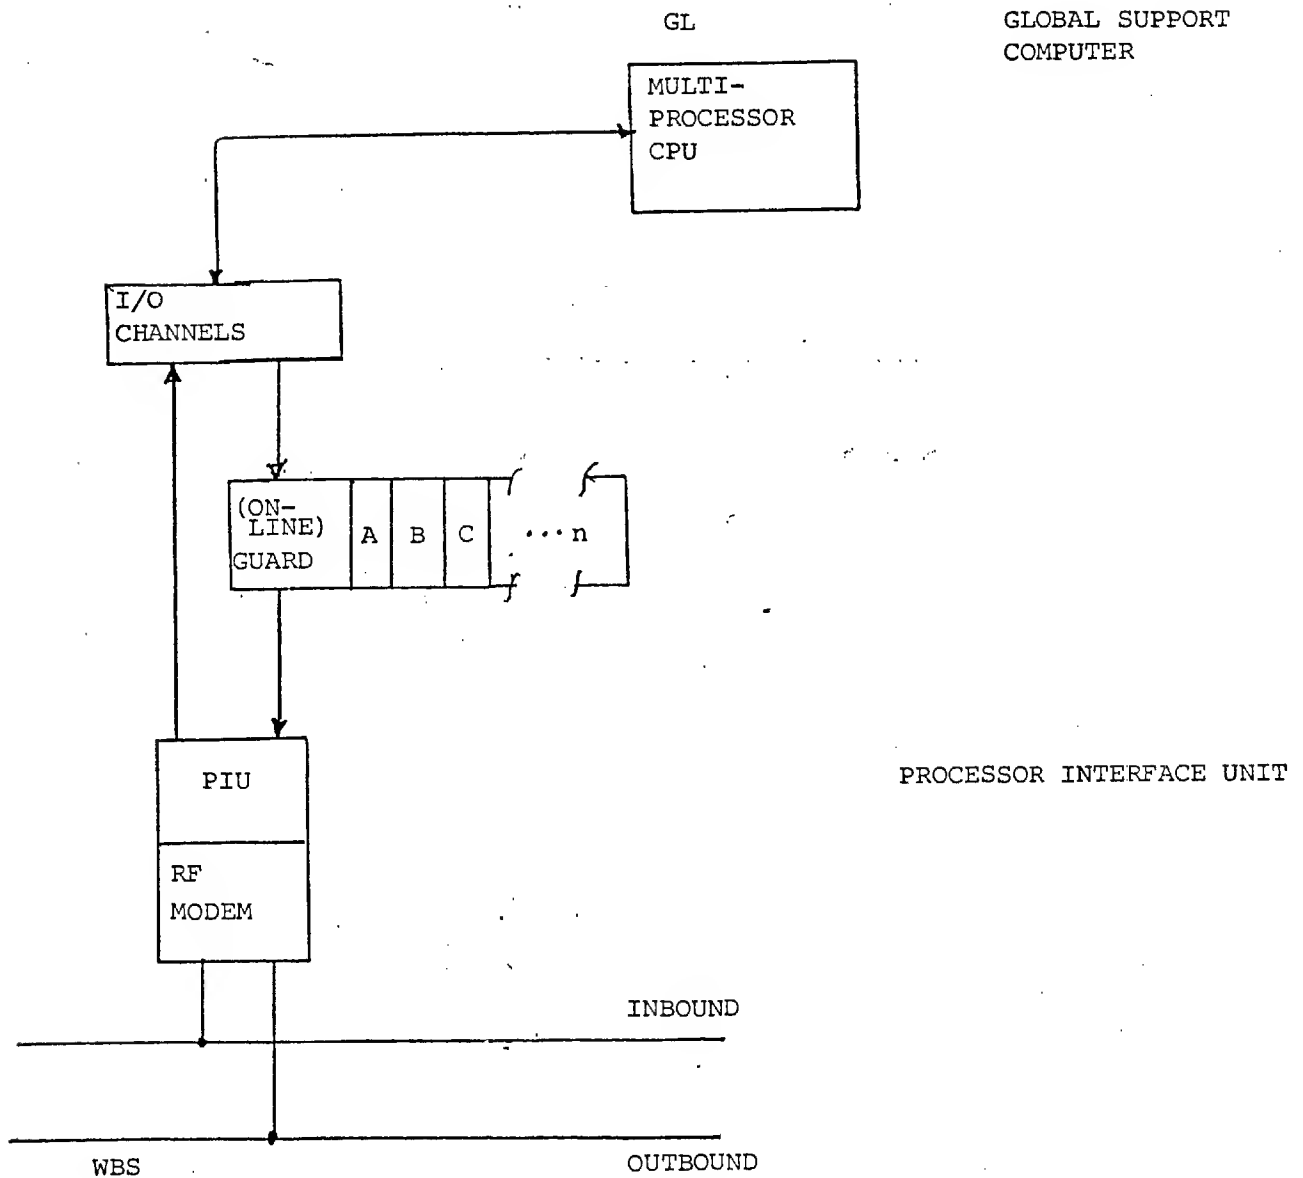 GL
GLOBAL SUPPORT
COMPUTER
MULTI-
PROCESSOR
CPU
I/O
CHANNELS
(ON-
LINE)
GUARD
A
B
C
...n
PIU
PROCESSOR INTERFACE UNIT
RF
MODEM
INBOUND
WBS
OUTBOUND